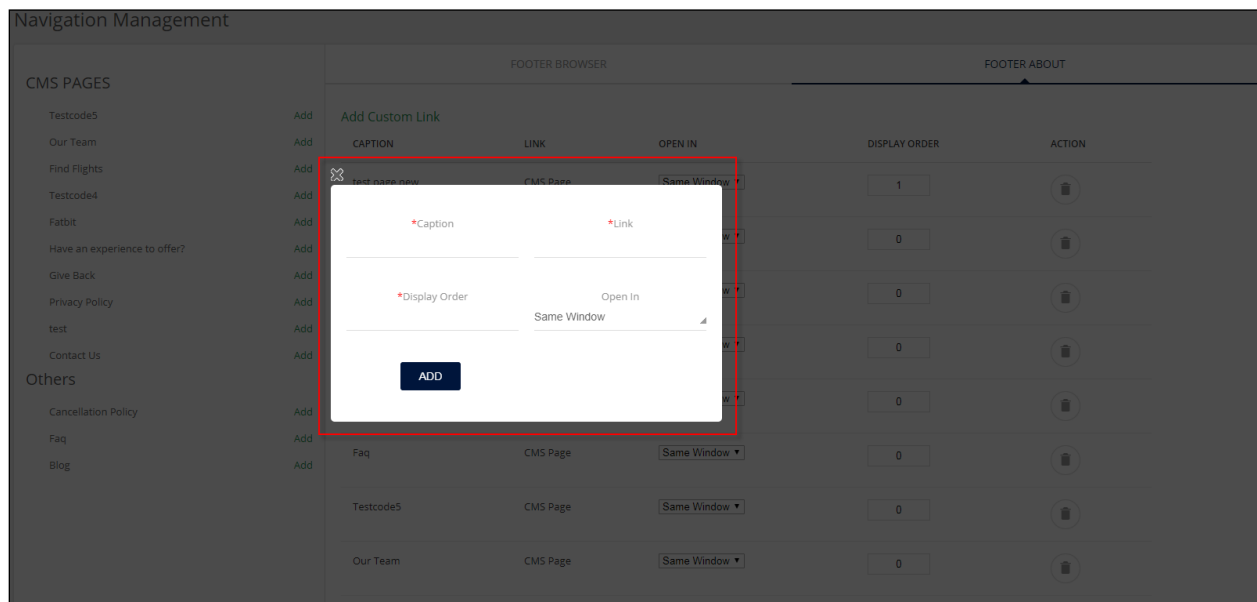 Navigation Management
FOOTER BROWSER
FOOTER ABOUT
CMS PAGES
Testcode5 Add
Our Team Add
Find Flights Add
Testcode4 Add
Fatbit Add
Have an experience to offer? Add
Give Back Add
Privacy Policy Add
test Add
Contact Us Add
Others
Cancellation Policy Add
Faq Add
Blog Add
Add Custom Link
CAPTION LINK OPEN IN DISPLAY ORDER ACTION
test page new CMS Page Same Window 1
0
0
0
0
*Caption *Link
*Display Order Open In
Same Window
ADD
Faq CMS Page Same Window 0
Testcode5 CMS Page Same Window 0
Our Team CMS Page Same Window 0